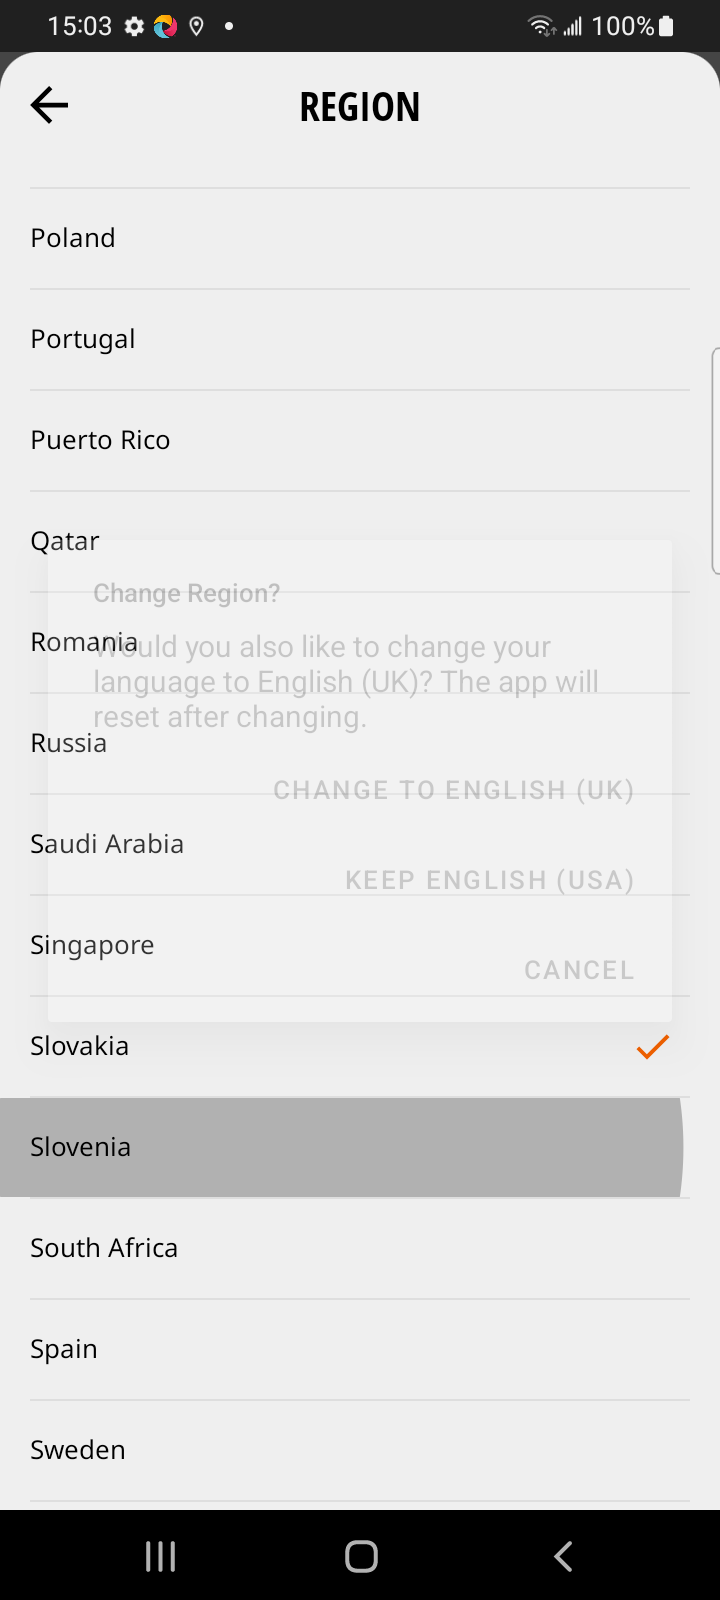 15:03
100%
REGION
Poland
Portugal
Puerto Rico
Qatar
Change Region?
Romania
Would you also like to change your
language to English (UK)? The app will
reset after changing.
Russia
CHANGE TO ENGLISH (UK)
Saudi Arabia
KEEP ENGLISH (USA)
Singapore
CANCEL
Slovakia
Slovenia
South Africa
Spain
Sweden